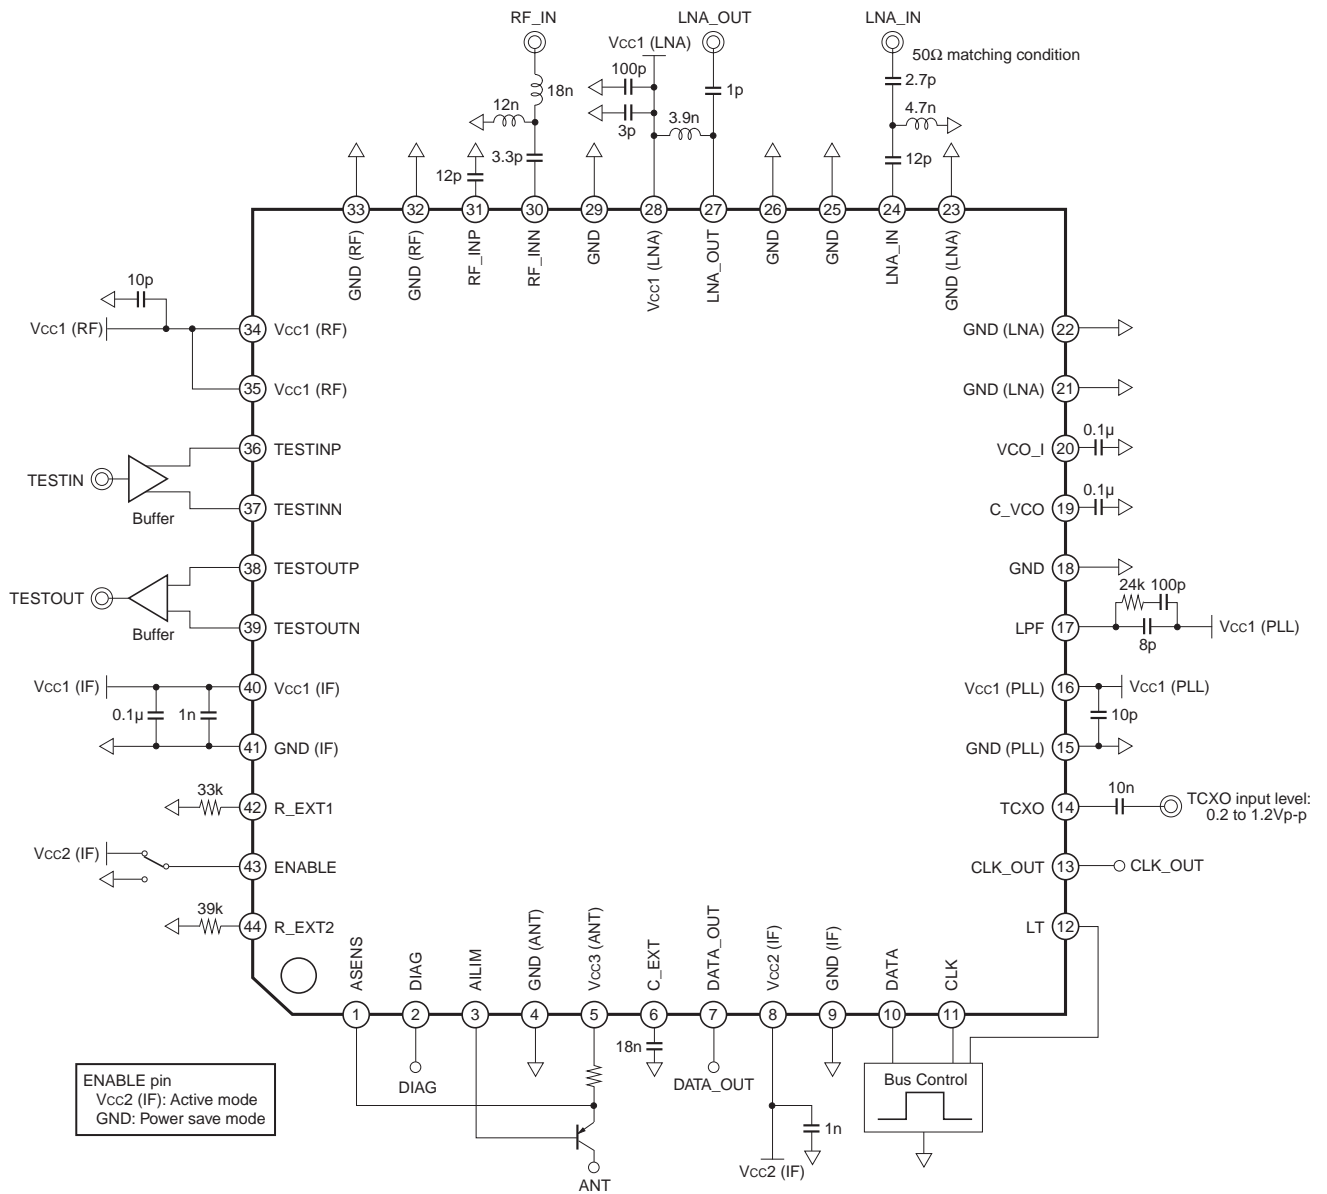 RF_IN
LNA_OUT
LNA_IN
Vcc1 (LNA)
50Ω matching condition
100p
18n
1p
2.7p
12n
3p
3.9n
4.7n
12p
3.3p
12p
33
32
31
30
29
28
27
26
25
24
23
GND (RF)
GND (RF)
RF_INP
RF_INN
GND
Vcc1 (LNA)
LNA_OUT
GND
GND
LNA_IN
GND (LNA)
10p
Vcc1 (RF)
34
Vcc1 (RF)
35
Vcc1 (RF)
36
TESTINP
TESTIN
Buffer
37
TESTINN
38
TESTOUTP
TESTOUT
Buffer
39
TESTOUTN
Vcc1 (IF)
40
Vcc1 (IF)
0.1μ
1n
41
GND (IF)
33k
42
R_EXT1
Vcc2 (IF)
43
ENABLE
39k
44
R_EXT2
GND (LNA)
22
GND (LNA)
21
VCO_I
20
0.1μ
C_VCO
19
0.1μ
GND
18
24k
100p
LPF
17
8p
Vcc1 (PLL)
Vcc1 (PLL)
16
Vcc1 (PLL)
10p
GND (PLL)
15
TCXO
14
10n
TCXO input level:
0.2 to 1.2Vp-p
CLK_OUT
13
CLK_OUT
LT
12
ASENS
DIAG
AILIM
GND (ANT)
Vcc3 (ANT)
C_EXT
DATA_OUT
Vcc2 (IF)
GND (IF)
DATA
CLK
1
2
3
4
5
6
7
8
9
10
11
DIAG
18n
DATA_OUT
Bus Control
1n
Vcc2 (IF)
ANT
ENABLE pin
Vcc2 (IF): Active mode
GND: Power save mode